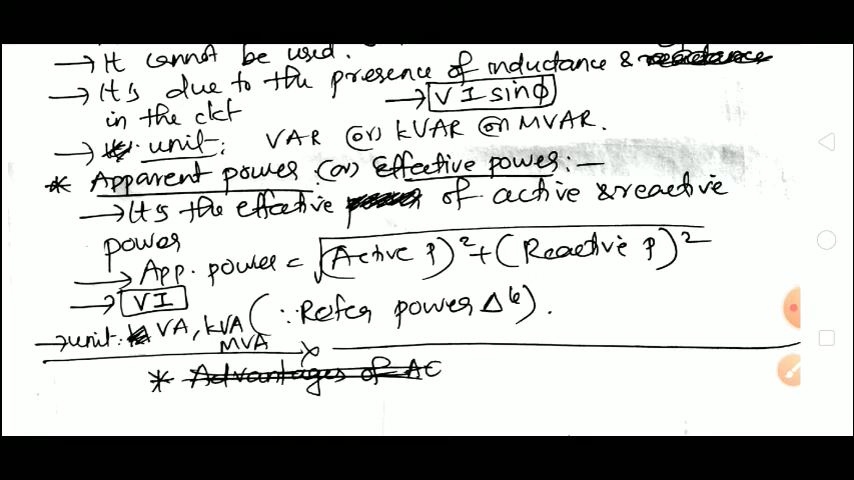 → It cannot be used.
→ It's due to the presence of inductance &
in the ckt → VI sinϕ
→ unit: VAR (or) KVAR (or) MVAR.
* Apparent power (or) Effective power: —
→ It's the effective of active & reactive
power
→ App. power = √(Active P)² + (Reactive P)²
→ VI (∵ Refer power Δle).
→ unit: VA, KVA
MVA
* Advantages of AC